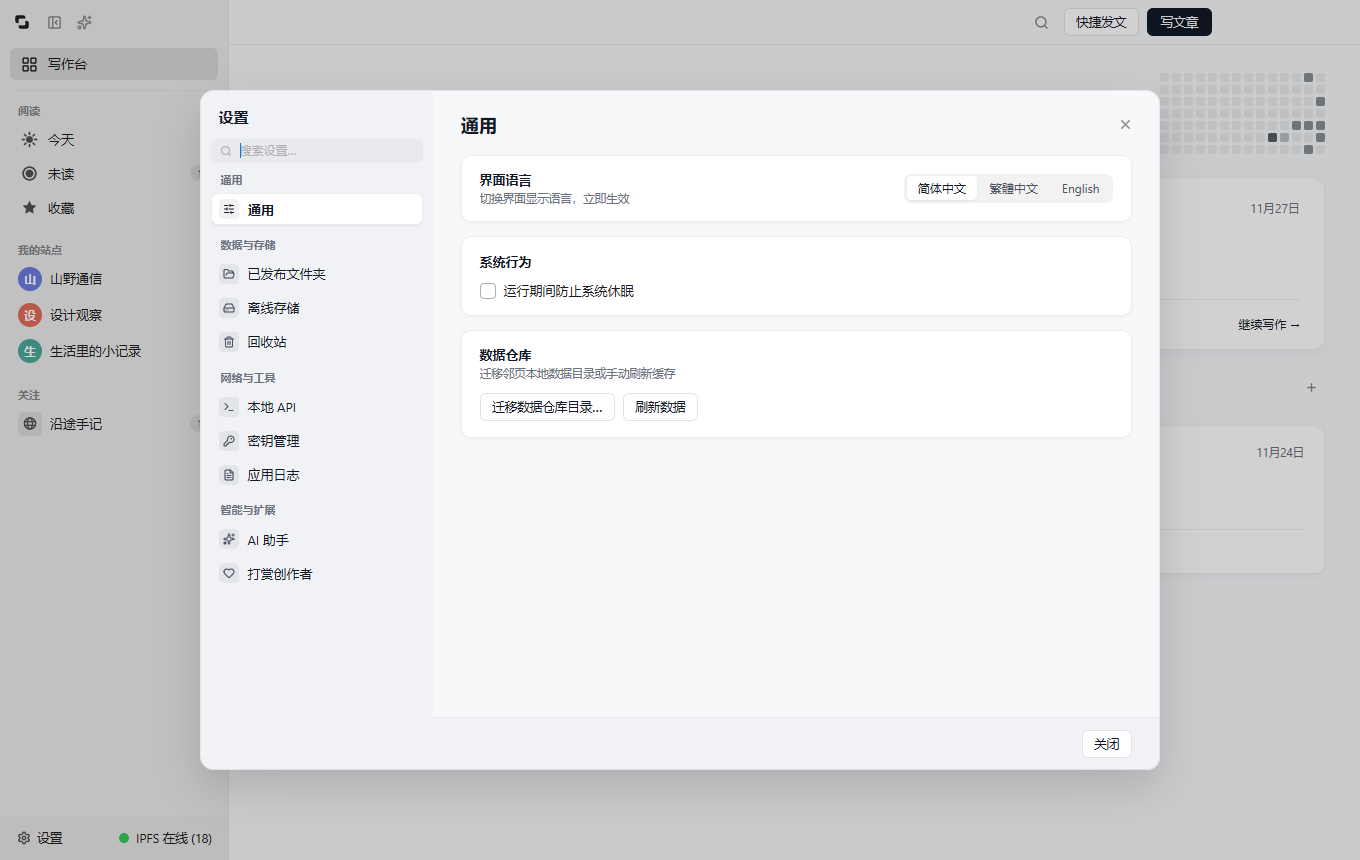 快捷发文
写文章
写作台
阅读
今天
未读
收藏
我的站点
山 山野通信
设 设计观察
生 生活里的小记录
关注
沿途手记
设置
IPFS 在线 (18)
设置
搜索设置...
通用
通用
数据与存储
已发布文件夹
离线存储
回收站
网络与工具
本地 API
密钥管理
应用日志
智能与扩展
AI 助手
打赏创作者
通用
界面语言
切换界面显示语言，立即生效
简体中文 繁體中文 English
系统行为
运行期间防止系统休眠
数据仓库
迁移邻页本地数据目录或手动刷新缓存
迁移数据仓库目录... 刷新数据
关闭
11月27日
继续写作 →
11月24日